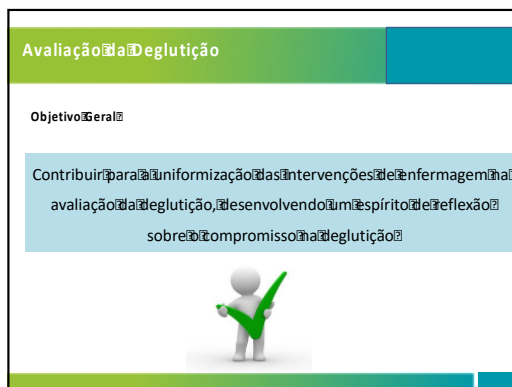 Avaliação da Deglutição
Objetivo Geral
Contribuir para a uniformização das intervenções de enfermagem na
avaliação da deglutição, desenvolvendo um espírito de reflexão
sobre o compromisso na deglutição